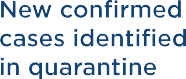 New confirmed
cases identified
in quarantine